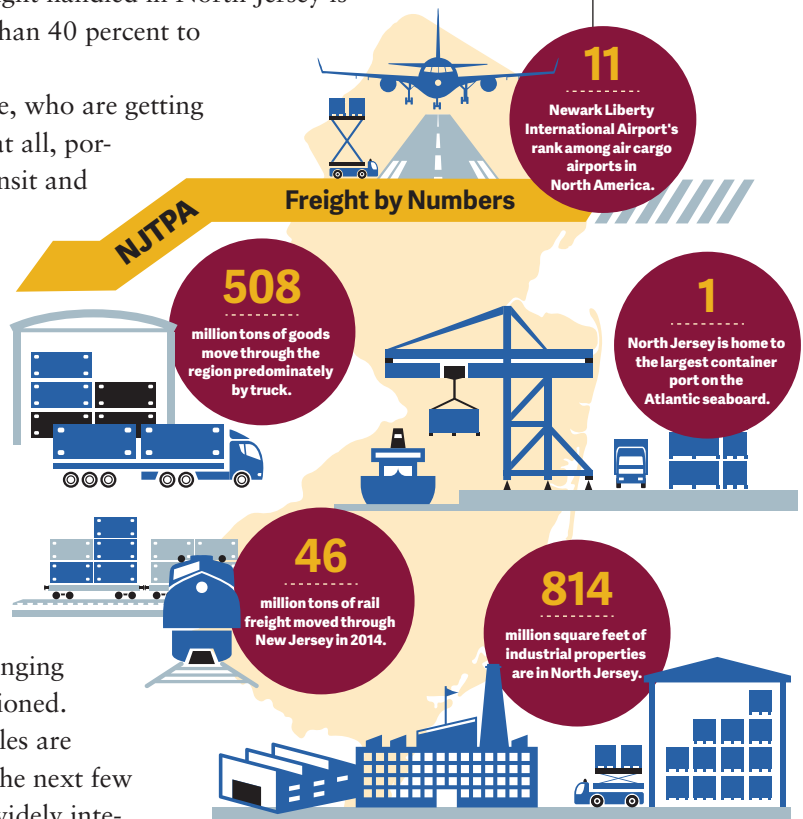 ght handled in North Jersey is
han 40 percent to
e, who are getting
at all, por-
nsit and
11
Newark Liberty
International Airport's
rank among air cargo
airports in
North America.
NJTPA
Freight by Numbers
508
million tons of goods
move through the
region predominately
by truck.
1
North Jersey is home to
the largest container
port on the
Atlantic seaboard.
46
million tons of rail
freight moved through
New Jersey in 2014.
814
million square feet of
industrial properties
are in North Jersey.
nging
ioned.
les are
he next few
widely inte-